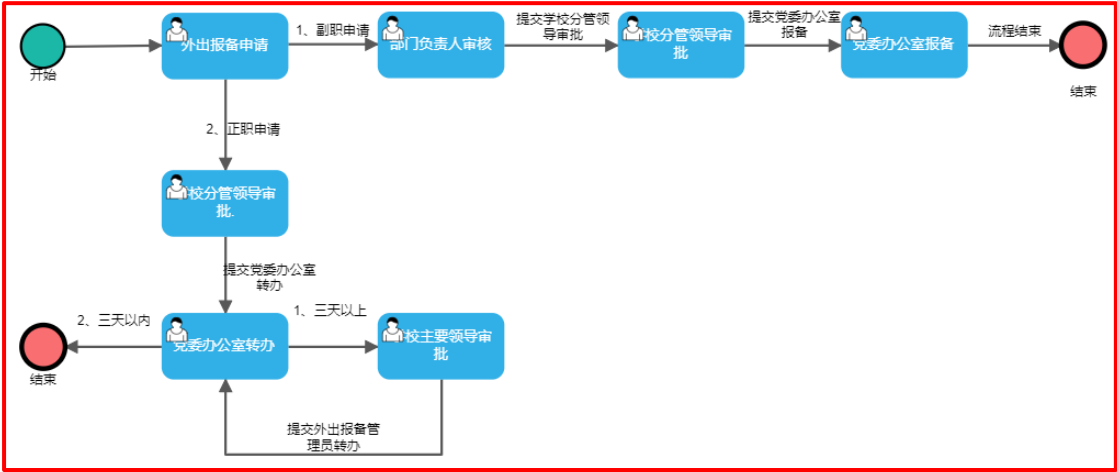 开始
外出报备申请
1、副职申请
部门负责人审核
提交学校分管领
导审批
校分管领导审
批
提交党委办公室
报备
党委办公室报备
流程结束
结束
2、正职申请
校分管领导审
批.
提交党委办公室
转办
2、三天以内
结束
党委办公室转办
1、三天以上
校主要领导审
批
提交外出报备管
理员转办